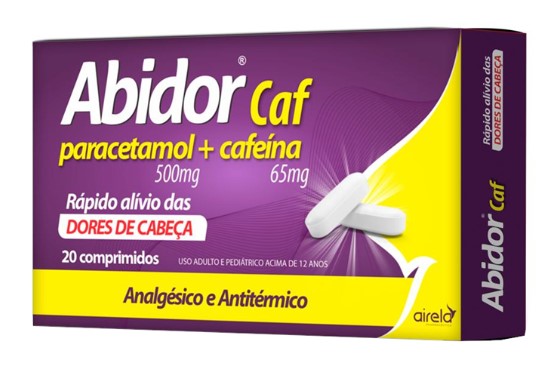 Abidor® Caf
paracetamol + cafeína
500mg 65mg
Rápido alívio das
DORES DE CABEÇA
20 comprimidos
USO ADULTO E PEDIÁTRICO ACIMA DE 12 ANOS
Analgésico e Antitérmico
airela
Rápido alívio das
DORES DE CABEÇA
Abidor® Caf